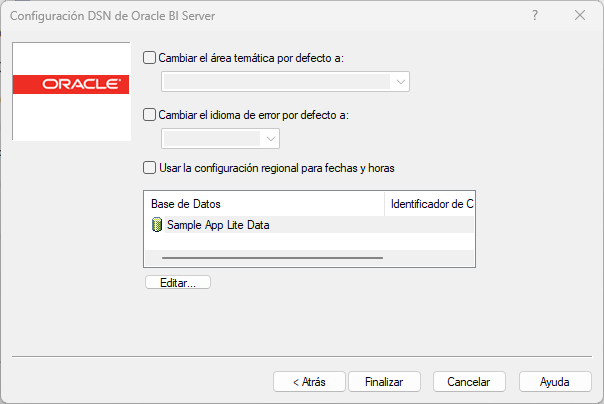 Configuración DSN de Oracle BI Server
?
ORACLE
Cambiar el área temática por defecto a:
Cambiar el idioma de error por defecto a:
Usar la configuración regional para fechas y horas
Base de Datos Identificador de C
Sample App Lite Data
Editar...
< Atrás Finalizar Cancelar Ayuda